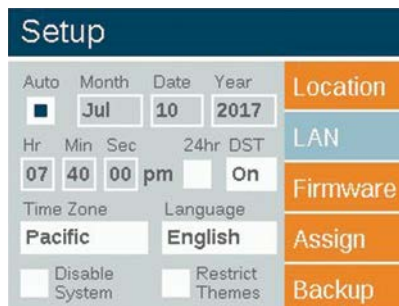 Setup
Auto Month Date Year
Jul 10 2017
Hr Min Sec 24hr DST
07 40 00 pm On
Time Zone Language
Pacific English
Disable System Restrict Themes
Location
LAN
Firmware
Assign
Backup